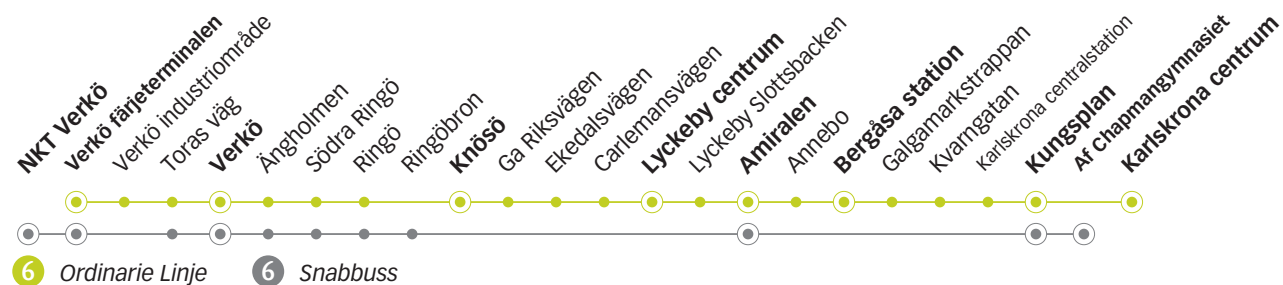 NKT Verkö
Verkö färjeterminalen
Verkö industriområde
Toras väg
Verkö
Ängholmen
Södra Ringö
Ringö
Ringöbron
Knösö
Ga Riksvägen
Ekedalsvägen
Carlemansvägen
Lyckeby centrum
Lyckeby Slottsbacken
Amiralen
Annebo
Bergåsa station
Galgamarkstrappan
Kvarngatan
Karlskrona centralstation
Kungsplan
Af Chapmangymnasiet
Karlskrona centrum
6 Ordinarie Linje
6 Snabbuss